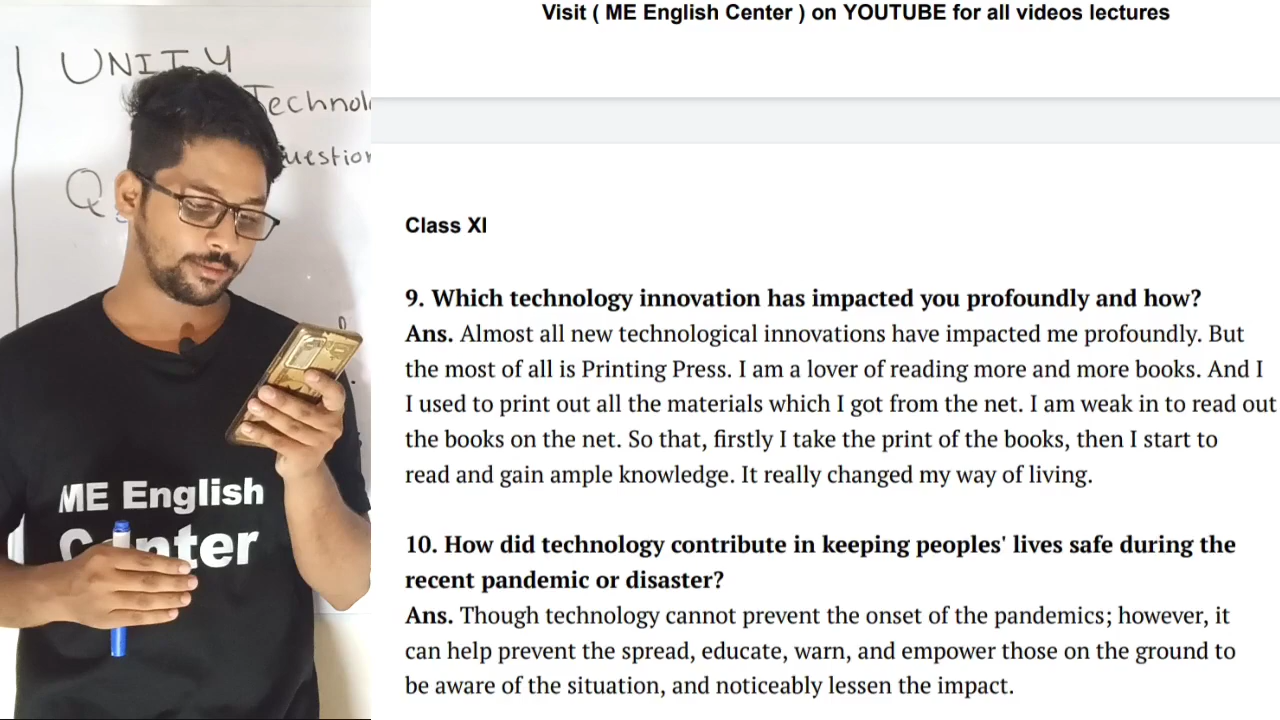 Visit ( ME English Center ) on YOUTUBE for all videos lectures
UNIT 4
Technol
Question
Q
ME English
Center
Class XI
9. Which technology innovation has impacted you profoundly and how?
Ans. Almost all new technological innovations have impacted me profoundly. But
the most of all is Printing Press. I am a lover of reading more and more books. And I
I used to print out all the materials which I got from the net. I am weak in to read out
the books on the net. So that, firstly I take the print of the books, then I start to
read and gain ample knowledge. It really changed my way of living.
10. How did technology contribute in keeping peoples' lives safe during the
recent pandemic or disaster?
Ans. Though technology cannot prevent the onset of the pandemics; however, it
can help prevent the spread, educate, warn, and empower those on the ground to
be aware of the situation, and noticeably lessen the impact.